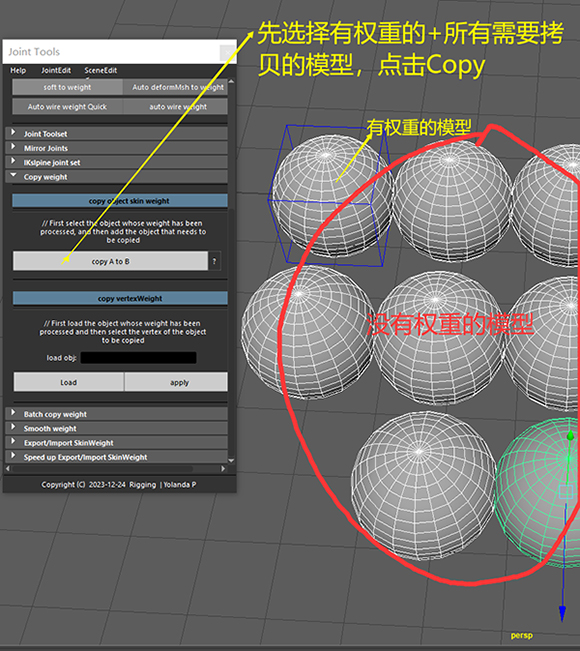 先选择有权重的+所有需要拷
贝的模型，点击Copy
Joint Tools
Help JointEdit SceneEdit
soft to weight Auto deformMsh to weight
Auto wire weight Quick auto wire weight
有权重的模型
Joint Toolset
Mirror Joints
IKslpine joint set
Copy weight
copy object skin weight
// First select the object whose weight has been
processed, and then add the object that needs to
be copied
copy A to B ?
copy vertexWeight
// First load the object whose weight has been
processed and then select the vertex of the object
to be copied
没有权重的模型
load obj:
Load apply
Batch copy weight
Smooth weight
Export/Import SkinWeight
Speed up Export/Import SkinWeight
Copyright (C) 2023-12-24 Rigging | Yolanda P
persp